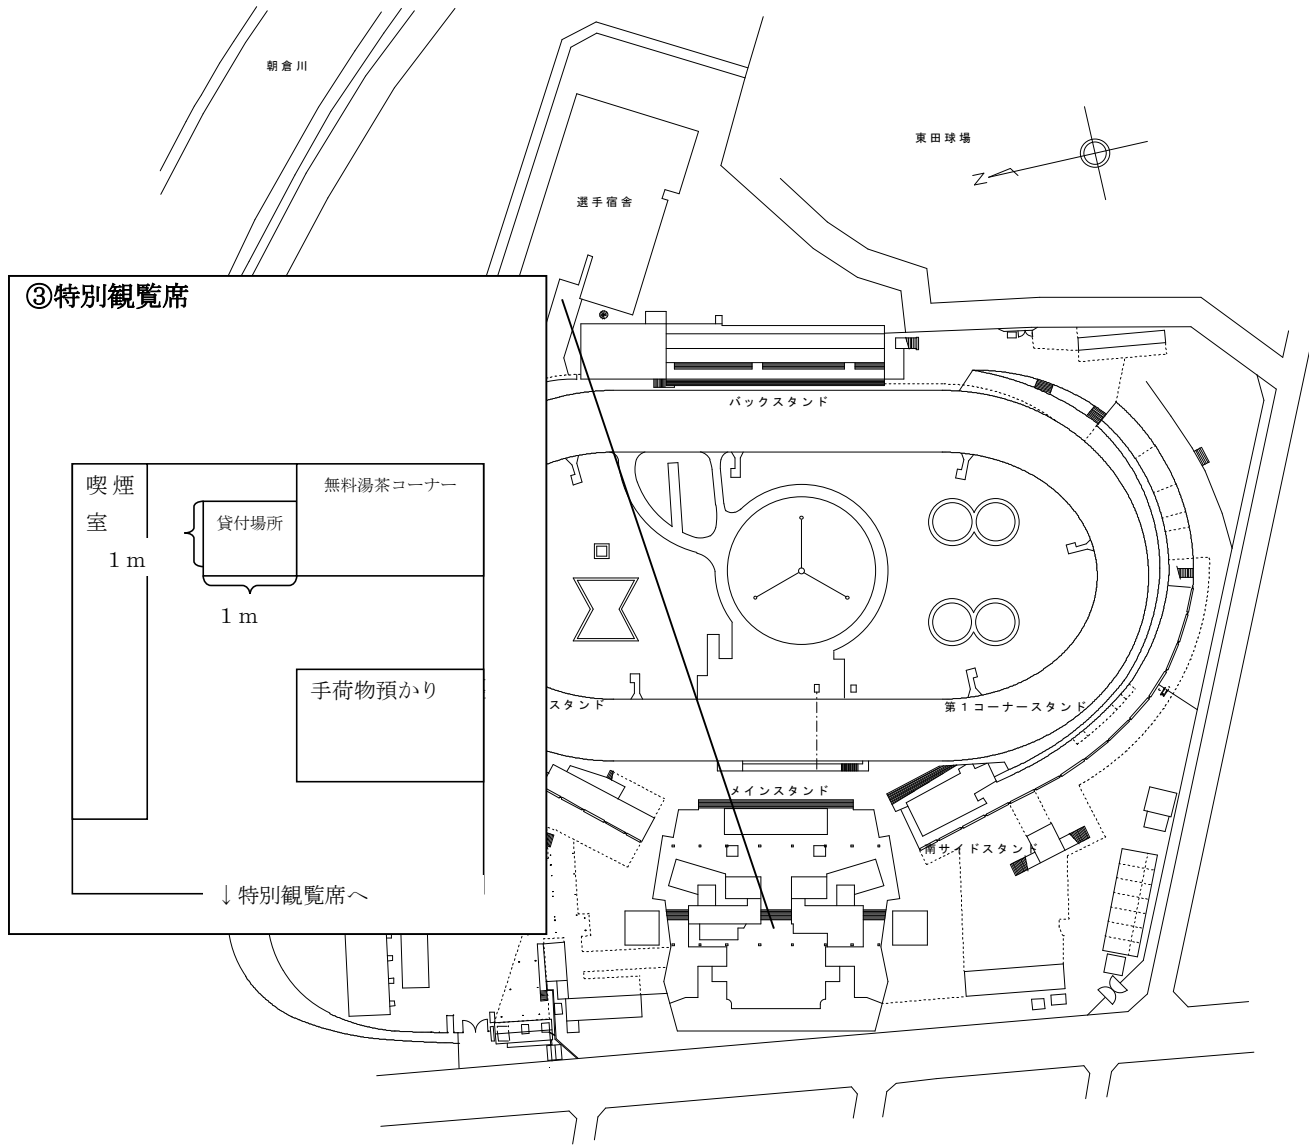 朝倉川
東田球場
N
選手宿舎
③特別観覧席
バックスタンド
喫煙
室
無料湯茶コーナー
貸付場所
1ｍ
1ｍ
手荷物預かり
スタンド
第１コーナースタンド
メインスタンド
南サイドスタンド
↓特別観覧席へ